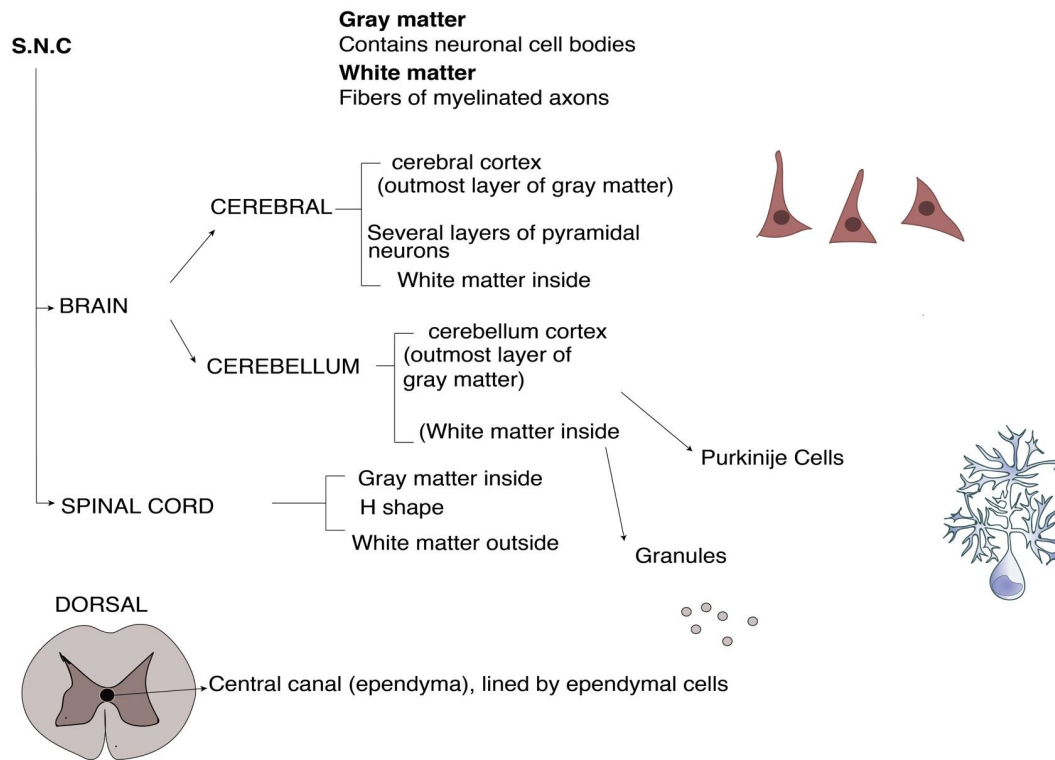 S.N.C
Gray matter
Contains neuronal cell bodies
White matter
Fibers of myelinated axons
cerebral cortex
(outmost layer of gray matter)
CEREBRAL
Several layers of pyramidal
neurons
White matter inside
BRAIN
cerebellum cortex
(outmost layer of
gray matter)
CEREBELLUM
(White matter inside
Purkinije Cells
Gray matter inside
SPINAL CORD
H shape
White matter outside
Granules
DORSAL
Central canal (ependyma), lined by ependymal cells